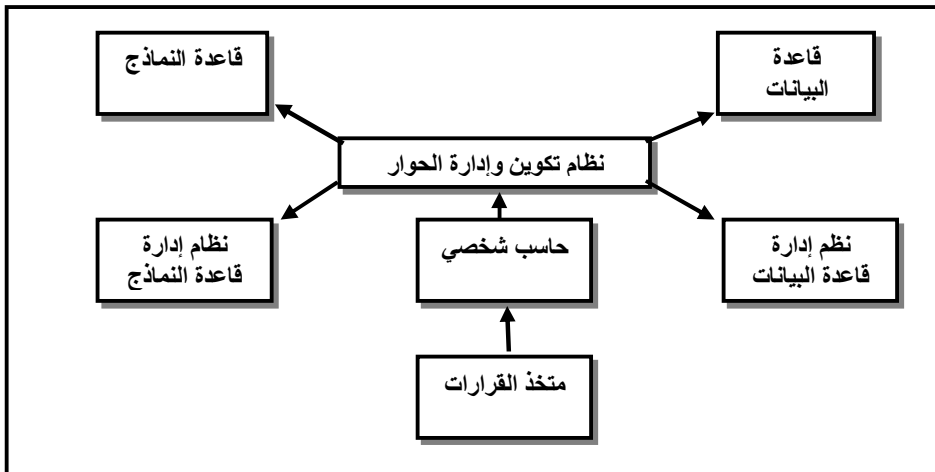 قاعدة
البيانات
قاعدة النماذج
نظام تكوين وإدارة الحوار
نظم إدارة
قاعدة البيانات
حاسب شخصي
نظام إدارة
قاعدة النماذج
متخذ القرارات